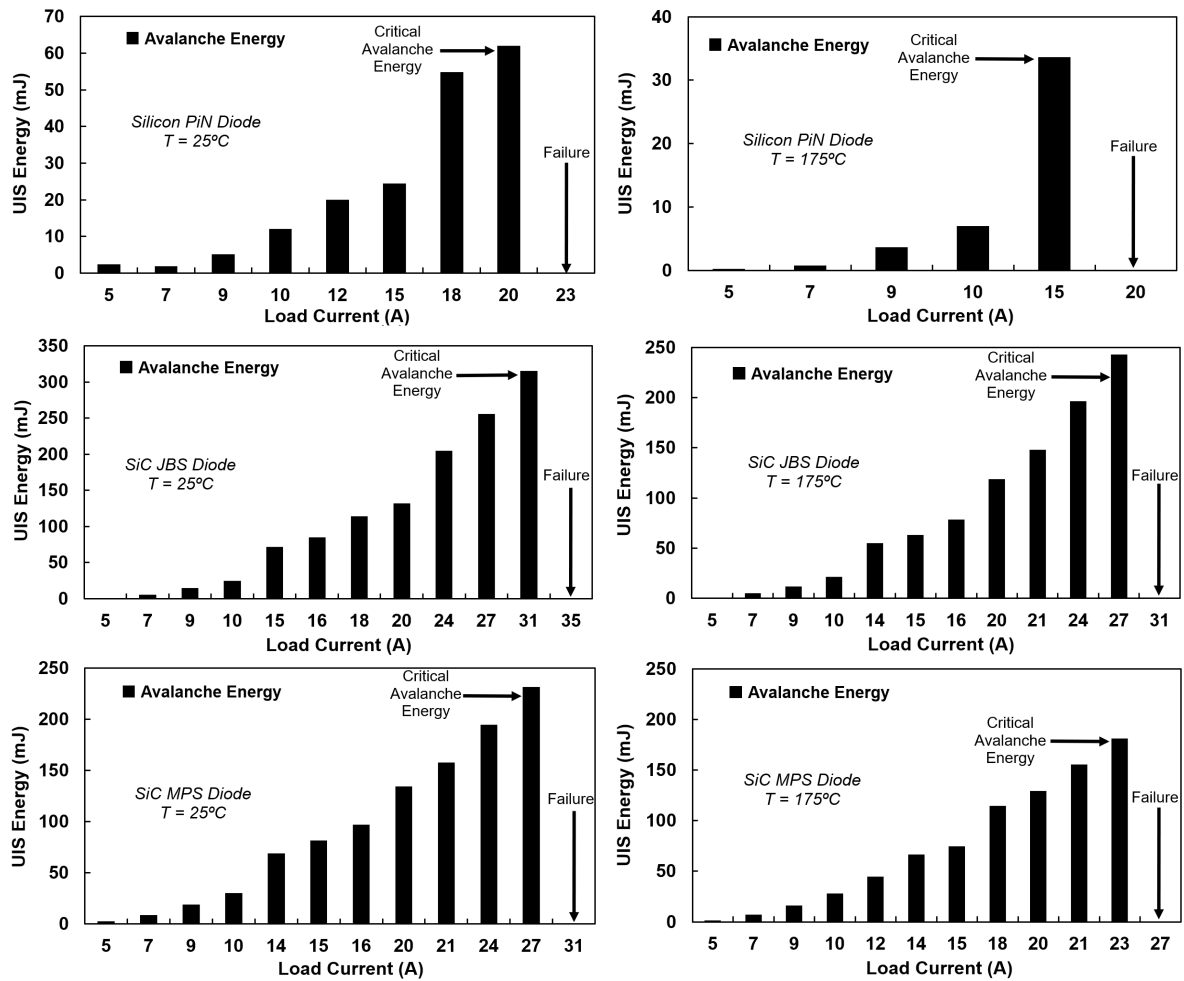 70
60
50
40
30
20
10
0
UIS Energy (mJ)
Avalanche Energy
Critical
Avalanche
Energy
Silicon PiN Diode
T = 25ºC
Failure
5 7 9 10 12 15 18 20 23
Load Current (A)
40
30
20
10
0
UIS Energy (mJ)
Avalanche Energy
Critical
Avalanche
Energy
Silicon PiN Diode
T = 175ºC
Failure
5 7 9 10 15 20
Load Current (A)
350
300
250
200
150
100
50
0
UIS Energy (mJ)
Avalanche Energy
Critical
Avalanche
Energy
SiC JBS Diode
T = 25ºC
Failure
5 7 9 10 15 16 18 20 24 27 31 35
Load Current (A)
250
200
150
100
50
0
UIS Energy (mJ)
Avalanche Energy
Critical
Avalanche
Energy
SiC JBS Diode
T = 175ºC
Failure
5 7 9 10 14 15 16 20 21 24 27 31
Load Current (A)
250
200
150
100
50
0
UIS Energy (mJ)
Avalanche Energy
Critical
Avalanche
Energy
SiC MPS Diode
T = 25ºC
Failure
5 7 9 10 14 15 16 20 21 24 27 31
Load Current (A)
250
200
150
100
50
0
UIS Energy (mJ)
Avalanche Energy
Critical
Avalanche
Energy
SiC MPS Diode
T = 175ºC
Failure
5 7 9 10 12 14 15 18 20 21 23 27
Load Current (A)